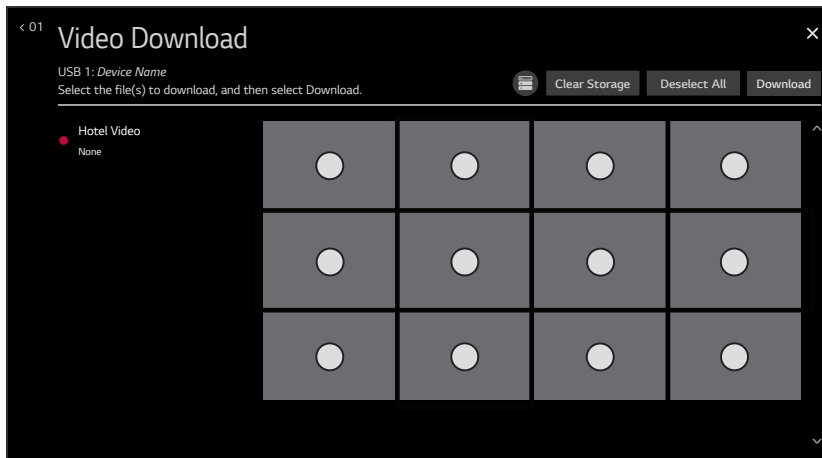 < 01
Video Download
USB 1: Device Name
Select the file(s) to download, and then select Download.
Clear Storage
Deselect All
Download
Hotel Video
None